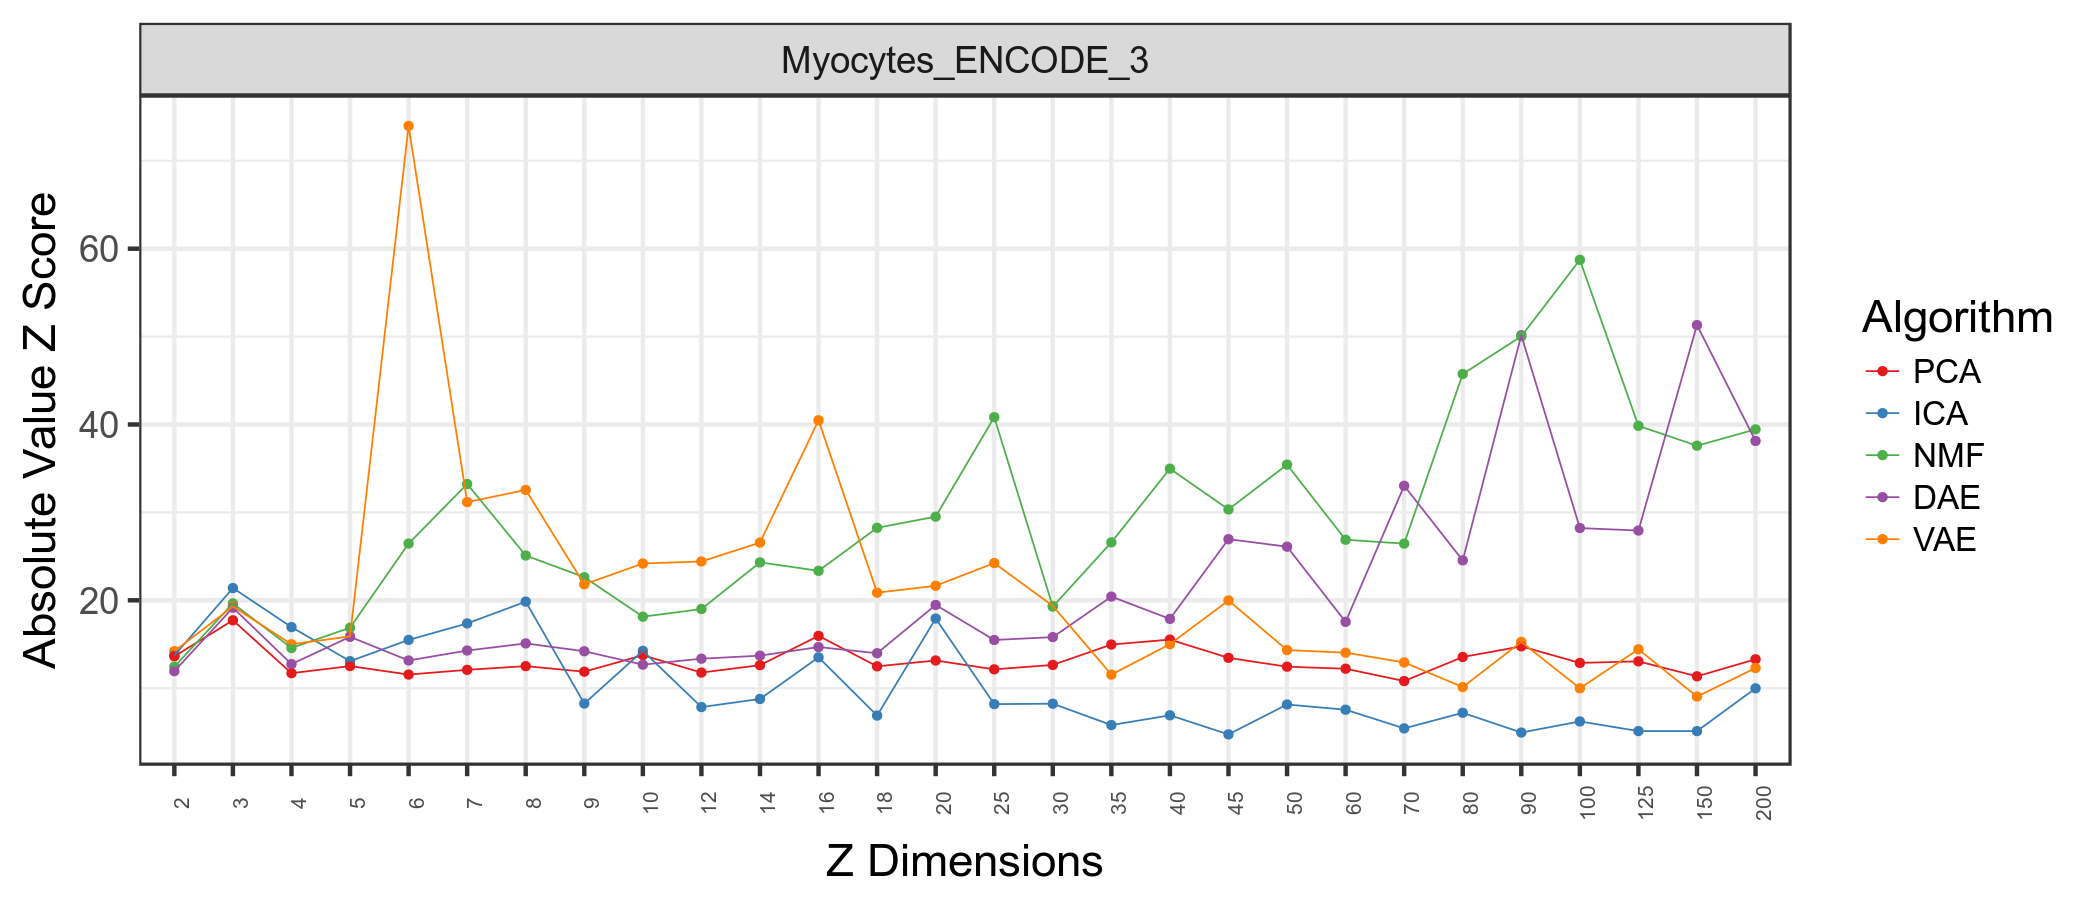 Myocytes_ENCODE_3
Absolute Value Z Score
60
40
20
2 3 4 5 6 7 8 9 10 12 14 16 18 20 25 30 35 40 45 50 60 70 80 90 100 125 150 200
Z Dimensions
Algorithm
PCA
ICA
NMF
DAE
VAE